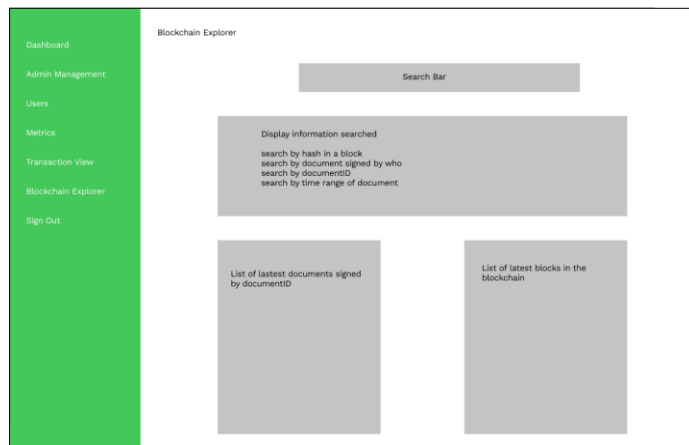 Dashboard
Admin Management
Users
Metrics
Transaction View
Blockchain Explorer
Sign Out
Blockchain Explorer
Search Bar
Display information searched
search by hash in a block
search by document signed by who
search by documentID
search by time range of document
List of lastest documents signed
by documentID
List of latest blocks in the
blockchain